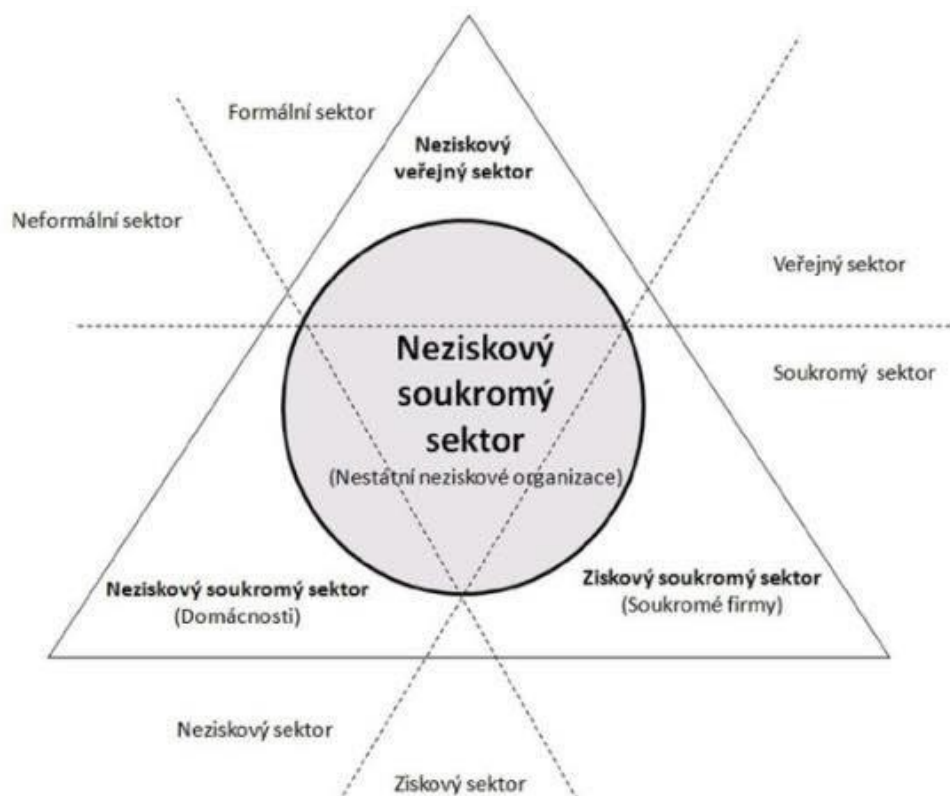 Formální sektor
Neziskový
veřejný sektor
Neformální sektor
Veřejný sektor
Neziskový
soukromý
sektor
(Nestátní neziskové organizace)
Soukromý sektor
Neziskový soukromý sektor
(Domácnosti)
Ziskový soukromý sektor
(Soukromé firmy)
Neziskový sektor
Ziskový sektor